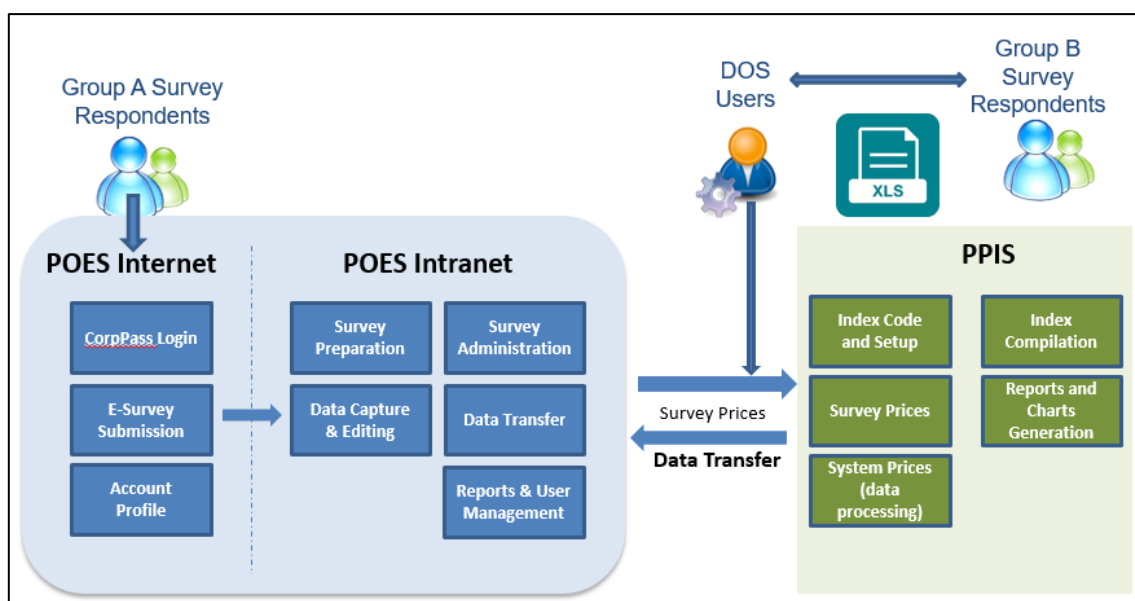 Group A Survey
Respondents
DOS
Users
Group B
Survey
Respondents
XLS
POES Internet
POES Intranet
PPIS
CorpPass Login
E-Survey
Submission
Account
Profile
Survey
Preparation
Survey
Administration
Data Capture
& Editing
Data Transfer
Reports & User
Management
Survey Prices
Data Transfer
Index Code
and Setup
Index
Compilation
Survey Prices
Reports and
Charts
Generation
System Prices
(data
processing)